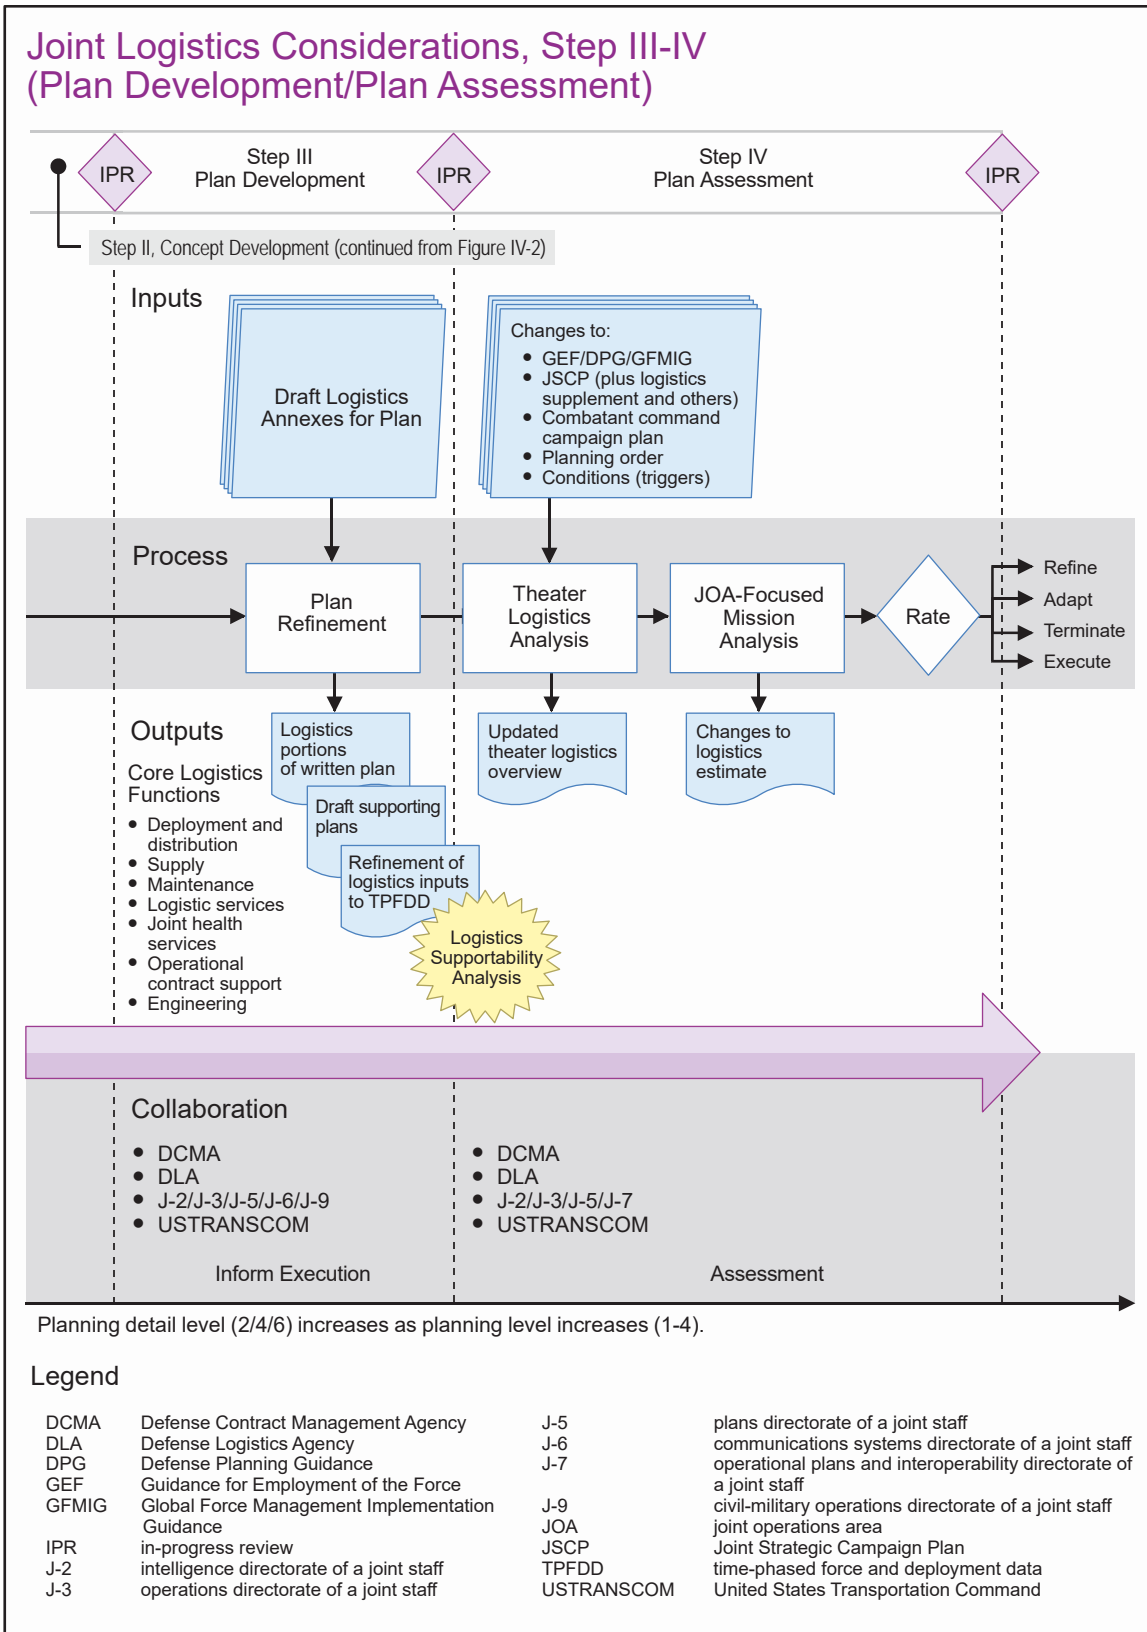 Joint Logistics Considerations, Step III-IV
(Plan Development/Plan Assessment)
IPR
Step III
Plan Development
IPR
Step IV
Plan Assessment
IPR
Step II, Concept Development (continued from Figure IV-2)
Inputs
Draft Logistics
Annexes for Plan
Changes to:
• GEF/DPG/GFMIG
• JSCP (plus logistics
supplement and others)
• Combatant command
campaign plan
• Planning order
• Conditions (triggers)
Process
Plan
Refinement
Theater
Logistics
Analysis
JOA-Focused
Mission
Analysis
Rate
Refine
Adapt
Terminate
Execute
Outputs
Core Logistics
Functions
• Deployment and
distribution
• Supply
• Maintenance
• Logistic services
• Joint health
services
• Operational
contract support
• Engineering
Logistics
portions
of written plan
Draft supporting
plans
Refinement of
logistics inputs
to TPFDD
Logistics
Supportability
Analysis
Updated
theater logistics
overview
Changes to
logistics
estimate
Collaboration
• DCMA
• DLA
• J-2/J-3/J-5/J-6/J-9
• USTRANSCOM
• DCMA
• DLA
• J-2/J-3/J-5/J-7
• USTRANSCOM
Inform Execution
Assessment
Planning detail level (2/4/6) increases as planning level increases (1-4).
Legend
DCMA Defense Contract Management Agency
DLA Defense Logistics Agency
DPG Defense Planning Guidance
GEF Guidance for Employment of the Force
GFMIG Global Force Management Implementation
Guidance
IPR in-progress review
J-2 intelligence directorate of a joint staff
J-3 operations directorate of a joint staff
J-5 plans directorate of a joint staff
J-6 communications systems directorate of a joint staff
J-7 operational plans and interoperability directorate of
a joint staff
J-9 civil-military operations directorate of a joint staff
JOA joint operations area
JSCP Joint Strategic Campaign Plan
TPFDD time-phased force and deployment data
USTRANSCOM United States Transportation Command